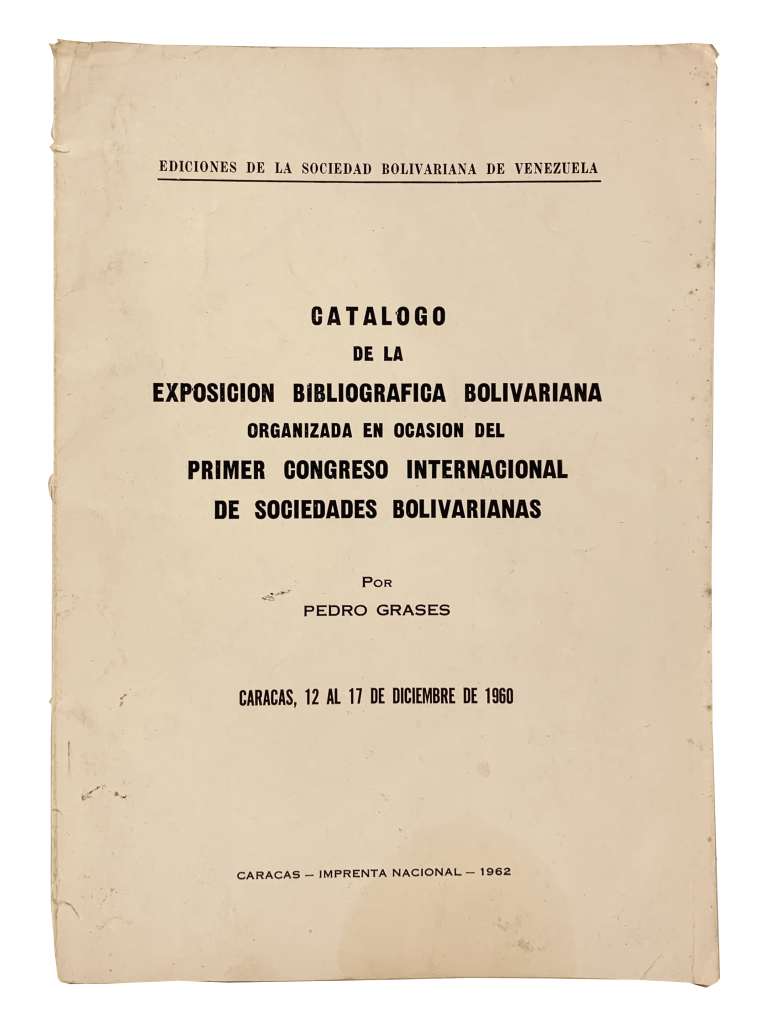 EDICIONES DE LA SOCIEDAD BOLIVARIANA DE VENEZUELA
CATALOGO
DE LA
EXPOSICION BIBLIOGRAFICA BOLIVARIANA
ORGANIZADA EN OCASION DEL
PRIMER CONGRESO INTERNACIONAL
DE SOCIEDADES BOLIVARIANAS
POR
PEDRO GRASES
CARACAS, 12 AL 17 DE DICIEMBRE DE 1960
CARACAS — IMPRENTA NACIONAL — 1962